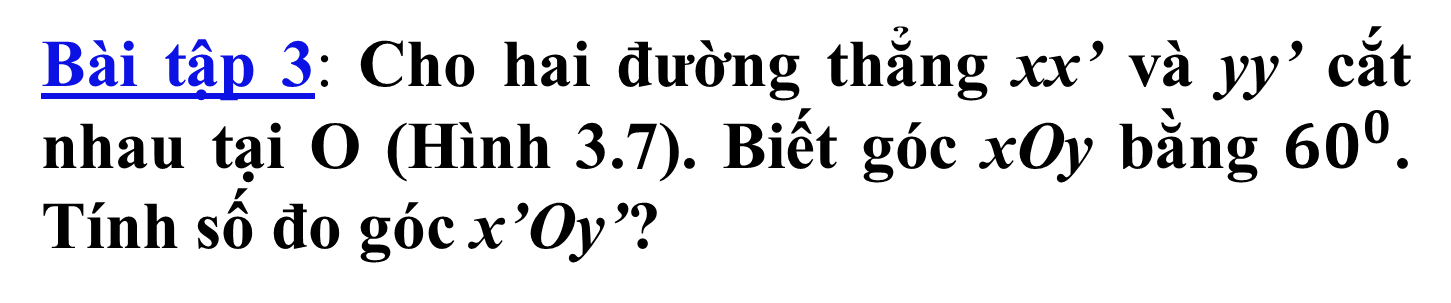 Bài tập 3: Cho hai đường thẳng xx’ và yy’ cắt
nhau tại O (Hình 3.7). Biết góc xOy bằng 60⁰.
Tính số đo góc x’Oy’?